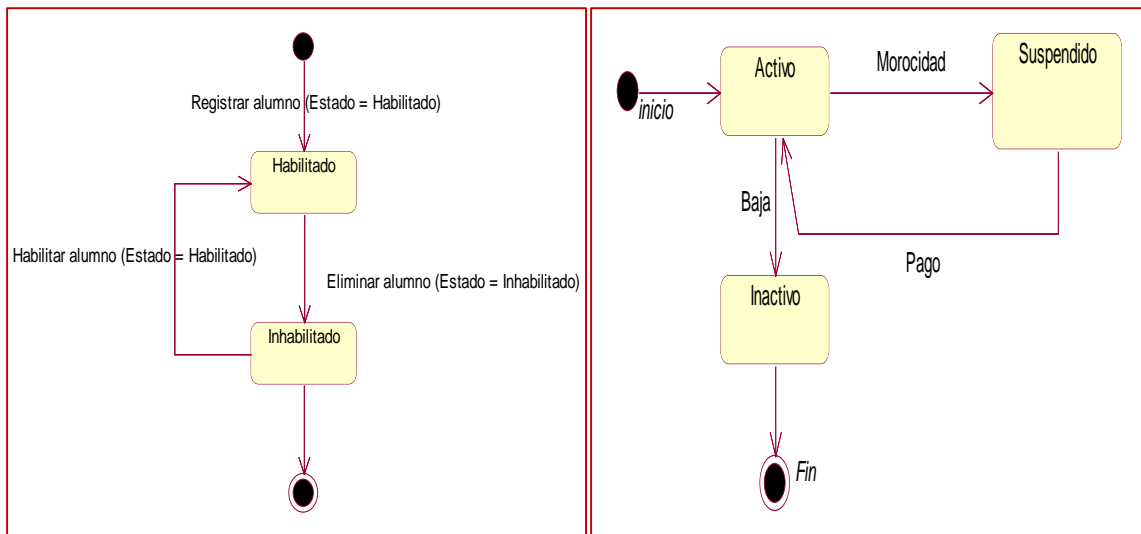 Registrar alumno (Estado = Habilitado)
Habilitado
Habilitar alumno (Estado = Habilitado)
Eliminar alumno (Estado = Inhabilitado)
Inhabilitado
Activo
Morocidad
Suspendido
inicio
Baja
Pago
Inactivo
Fin